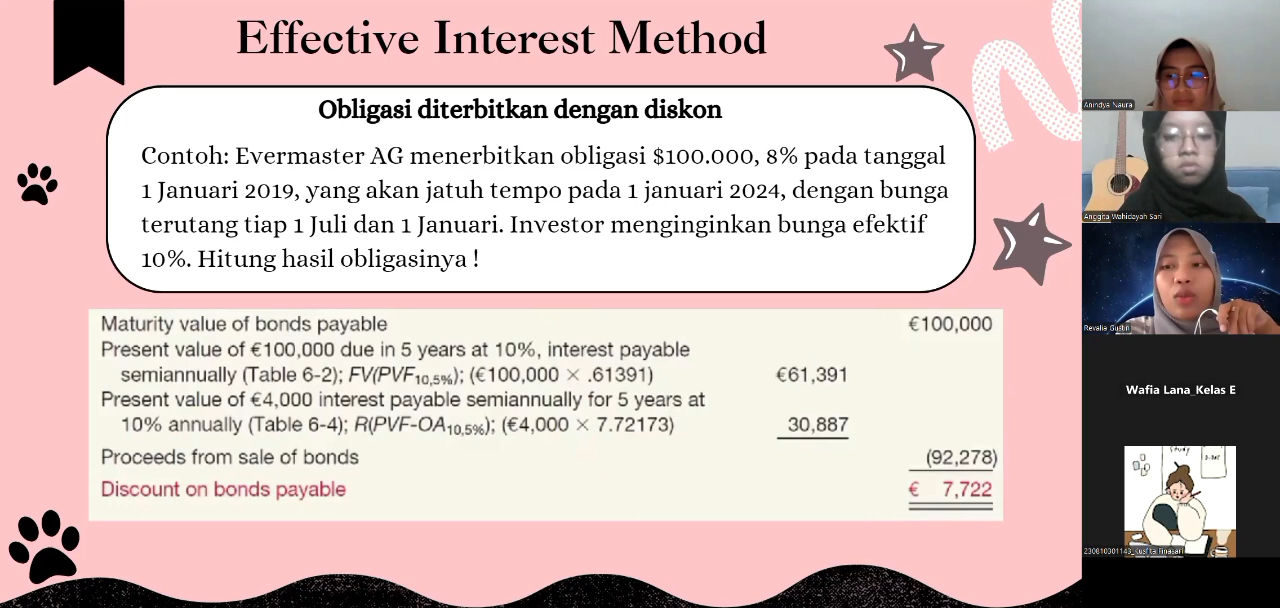 Effective Interest Method
Obligasi diterbitkan dengan diskon
Contoh: Evermaster AG menerbitkan obligasi $100.000, 8% pada tanggal
1 Januari 2019, yang akan jatuh tempo pada 1 januari 2024, dengan bunga
terutang tiap 1 Juli dan 1 Januari. Investor menginginkan bunga efektif
10%. Hitung hasil obligasinya !
Maturity value of bonds payable €100,000
Present value of €100,000 due in 5 years at 10%, interest payable
semiannually (Table 6-2); FV(PVF10,5%); (€100,000 × .61391) €61,391
Present value of €4,000 interest payable semiannually for 5 years at
10% annually (Table 6-4); R(PVF-OA10,5%); (€4,000 × 7.72173) 30,887
Proceeds from sale of bonds (92,278)
Discount on bonds payable € 7,722
Anindya Naura
Anggita Wahidayah Sari
Revalia Gustin
Wafia Lana_Kelas E
Study